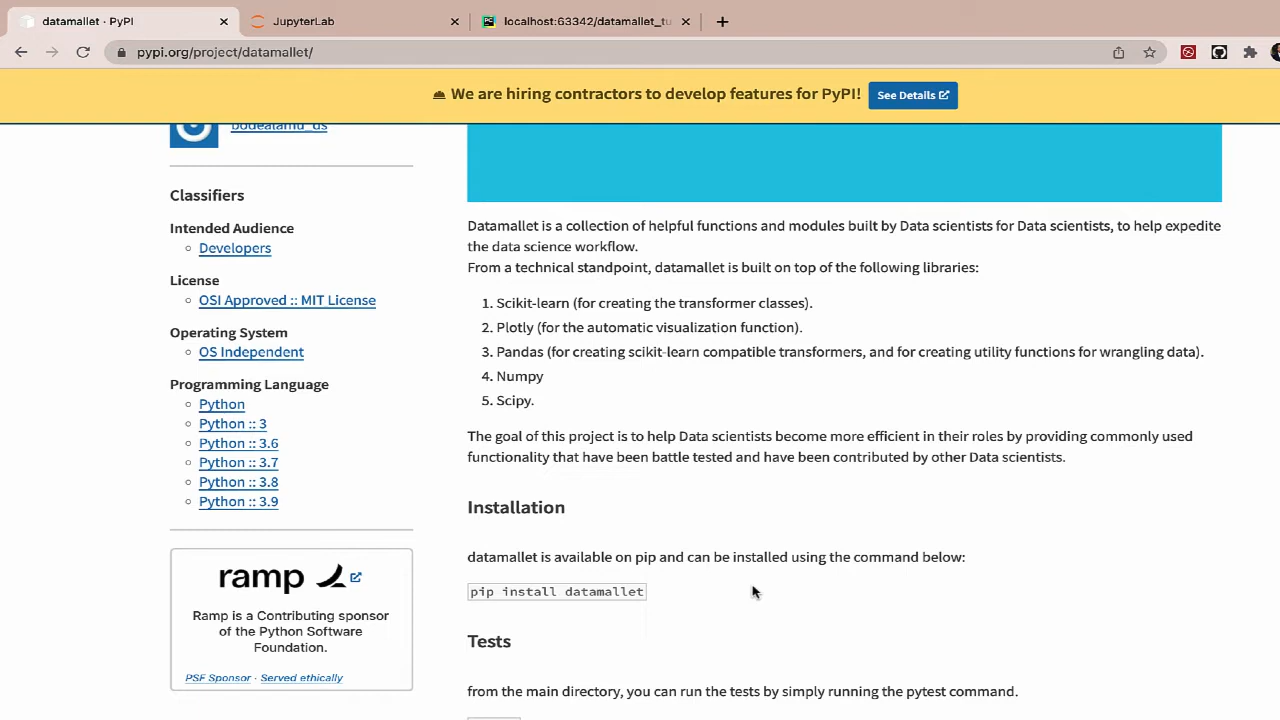 datamallet · PyPI
JupyterLab
localhost:63342/datamallet_tu
pypi.org/project/datamallet/
We are hiring contractors to develop features for PyPI!
See Details
bodeatamu_ds
Classifiers
Intended Audience
Developers
License
OSI Approved :: MIT License
Operating System
OS Independent
Programming Language
Python
Python :: 3
Python :: 3.6
Python :: 3.7
Python :: 3.8
Python :: 3.9
ramp
Ramp is a Contributing sponsor
of the Python Software
Foundation.
PSF Sponsor · Served ethically
Datamallet is a collection of helpful functions and modules built by Data scientists for Data scientists, to help expedite
the data science workflow.
From a technical standpoint, datamallet is built on top of the following libraries:
1. Scikit-learn (for creating the transformer classes).
2. Plotly (for the automatic visualization function).
3. Pandas (for creating scikit-learn compatible transformers, and for creating utility functions for wrangling data).
4. Numpy
5. Scipy.
The goal of this project is to help Data scientists become more efficient in their roles by providing commonly used
functionality that have been battle tested and have been contributed by other Data scientists.
Installation
datamallet is available on pip and can be installed using the command below:
pip install datamallet
Tests
from the main directory, you can run the tests by simply running the pytest command.